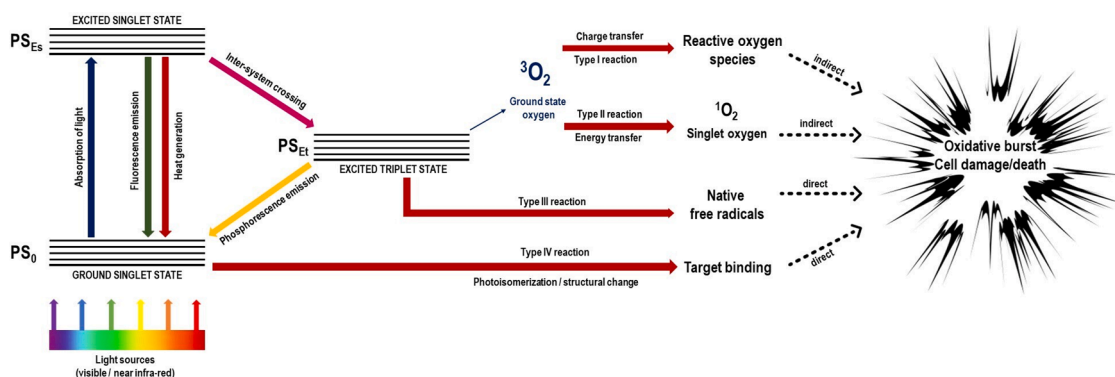 EXCITED SINGLET STATE
PS_Es
Absorption of light
Fluorescence emission
Heat generation
Inter-system crossing
PS_Et
EXCITED TRIPLET STATE
Phosphorescence emission
PS_0
GROUND SINGLET STATE
Light sources
(visible / near infra-red)
³O₂
Ground state
oxygen
Charge transfer
Type I reaction
Reactive oxygen
species
indirect
Type II reaction
Energy transfer
¹O₂
Singlet oxygen
indirect
Type III reaction
Native
free radicals
direct
Type IV reaction
Photoisomerization / structural change
Target binding
direct
Oxidative burst
Cell damage/death